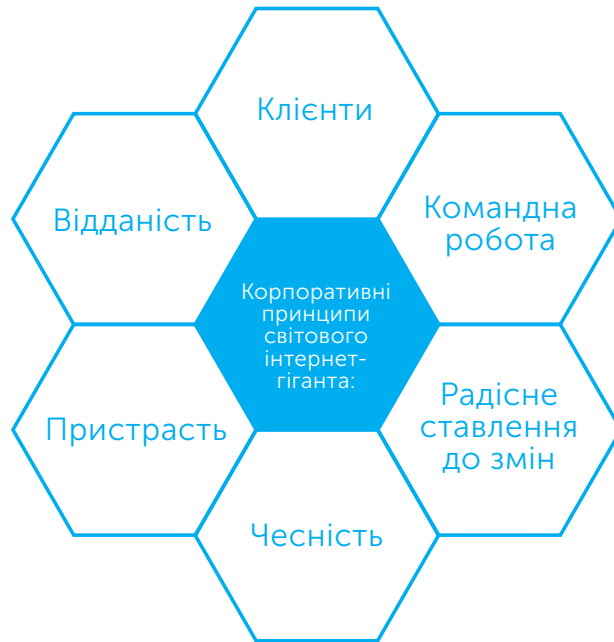 Клієнти
Командна
робота
Відданість
Корпоративні
принципи
світового
інтернет-
гіганта:
Радісне
ставлення
до змін
Пристрасть
Чесність